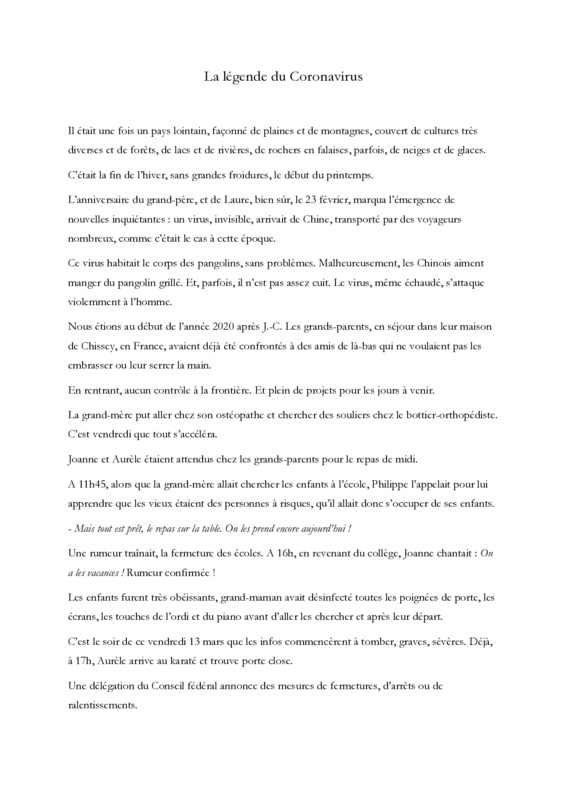 La légende du Coronavirus
Il était une fois un pays lointain, façonné de plaines et de montagnes, couvert de cultures très
diverses et de forêts, de lacs et de rivières, de rochers en falaises, parfois, de neiges et de glaces.
C'était la fin de l'hiver, sans grandes froidures, le début du printemps.
L'anniversaire du grand-père, et de Laure, bien sûr, le 23 février, marqua l'émergence de
nouvelles inquiétantes : un virus, invisible, arrivait de Chine, transporté par des voyageurs
nombreux, comme c'était le cas à cette époque.
Ce virus habitait le corps des pangolins, sans problèmes. Malheureusement, les Chinois aiment
manger du pangolin grillé. Et, parfois, il n'est pas assez cuit. Le virus, même échaudé, s'attaque
violemment à l'homme.
Nous étions au début de l'année 2020 après J.-C. Les grands-parents, en séjour dans leur maison
de Chissey, en France, avaient déjà été confrontés à des amis de là-bas qui ne voulaient pas les
embrasser ou leur serrer la main.
En rentrant, aucun contrôle à la frontière. Et plein de projets pour les jours à venir.
La grand-mère put aller chez son ostéopathe et chercher des souliers chez le bottier-orthopédiste.
C'est vendredi que tout s'accéléra.
Joanne et Aurèle étaient attendus chez les grands-parents pour le repas de midi.
A 11h45, alors que la grand-mère allait chercher les enfants à l'école, Philippe l'appelait pour lui
apprendre que les vieux étaient des personnes à risques, qu'il allait donc s'occuper de ses enfants.
- Mais tout est prêt, le repas sur la table. On les prend encore aujourd'hui !
Une rumeur traînait, la fermeture des écoles. A 16h, en revenant du collège, Joanne chantait : On
a les vacances ! Rumeur confirmée !
Les enfants furent très obéissants, grand-maman avait désinfecté toutes les poignées de porte, les
écrans, les touches de l'ordi et du piano avant d'aller les chercher et après leur départ.
C'est le soir de ce vendredi 13 mars que les infos commencèrent à tomber, graves, sévères. Déjà,
à 17h, Aurèle arrive au karaté et trouve porte close.
Une délégation du Conseil fédéral annonce des mesures de fermetures, d'arrêts ou de
ralentissements.